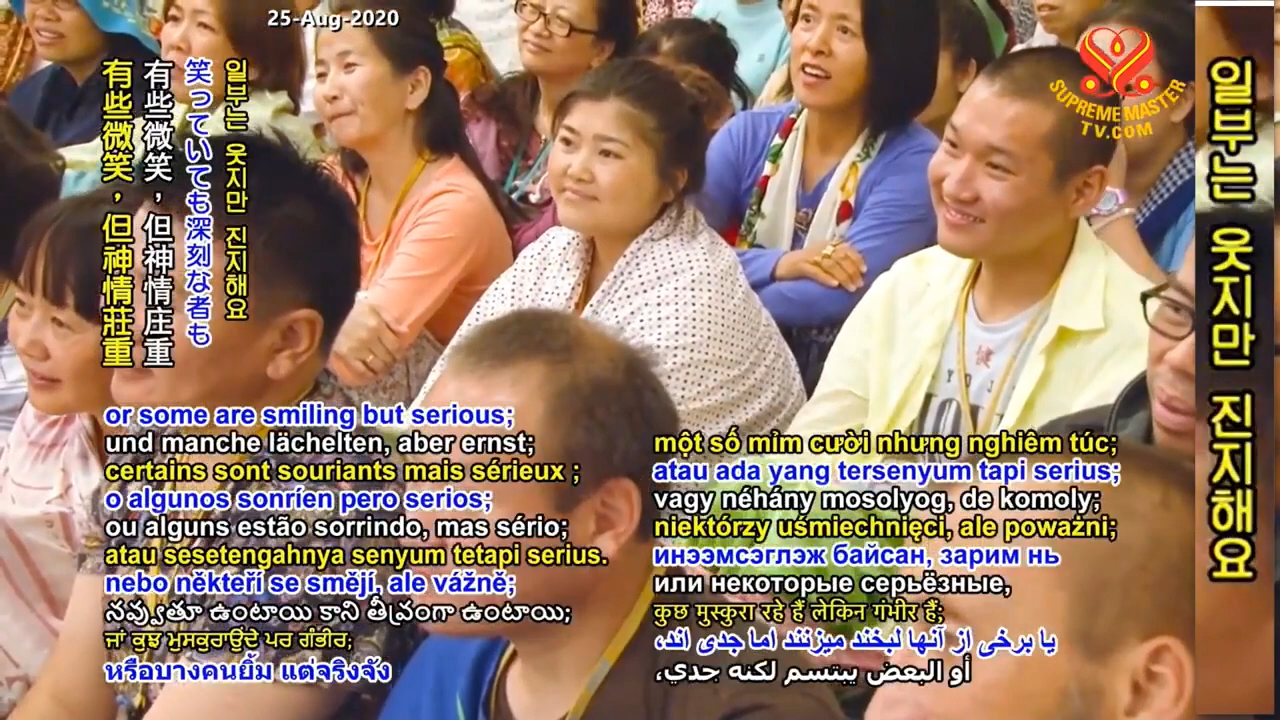 25-Aug-2020
SUPREME MASTER
TV.COM
일부는 웃지만 진지해요
일부는 웃지만 진지해요
笑っていても深刻な者も
有些微笑，但神情庄重
有些微笑，但神情莊重
健
or some are smiling but serious;
und manche lächelten, aber ernst;
certains sont souriants mais sérieux ;
o algunos sonríen pero serios;
ou alguns estão sorrindo, mas sério;
atau sesetengahnya senyum tetapi serius.
nebo někteří se smějí, ale vážně;
నవ్వుతూ ఉంటాయి కాని తీవ్రంగా ఉంటాయి;
ਜਾਂ ਕੁਝ ਮੁਸਕੁਰਾਉਂਦੇ ਪਰ ਗੰਭੀਰ;
หรือบางคนยิ้ม แต่จริงจัง
một số mỉm cười nhưng nghiêm túc;
atau ada yang tersenyum tapi serius;
vagy néhány mosolyog, de komoly;
niektórzy uśmiechnięci, ale poważni;
инээмсэглэж байсан, зарим нь
или некоторые серьёзные,
कुछ मुस्कुरा रहे हैं लेकिन गंभीर हैं;
یا برخی از آنها لبخند میزنند اما جدی اند،
أو البعض يبتسم لكنه جدي،